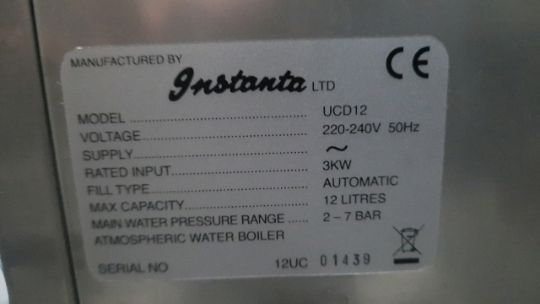 MANUFACTURED BY
Instanta LTD
CE
MODEL ........................ UCD12
VOLTAGE ........................ 220-240V 50Hz
SUPPLY ........................ ~
RATED INPUT ........................ 3KW
FILL TYPE ........................ AUTOMATIC
MAX CAPACITY ........................ 12 LITRES
MAIN WATER PRESSURE RANGE ..... 2 – 7 BAR
ATMOSPHERIC WATER BOILER
SERIAL NO 12UC 01439